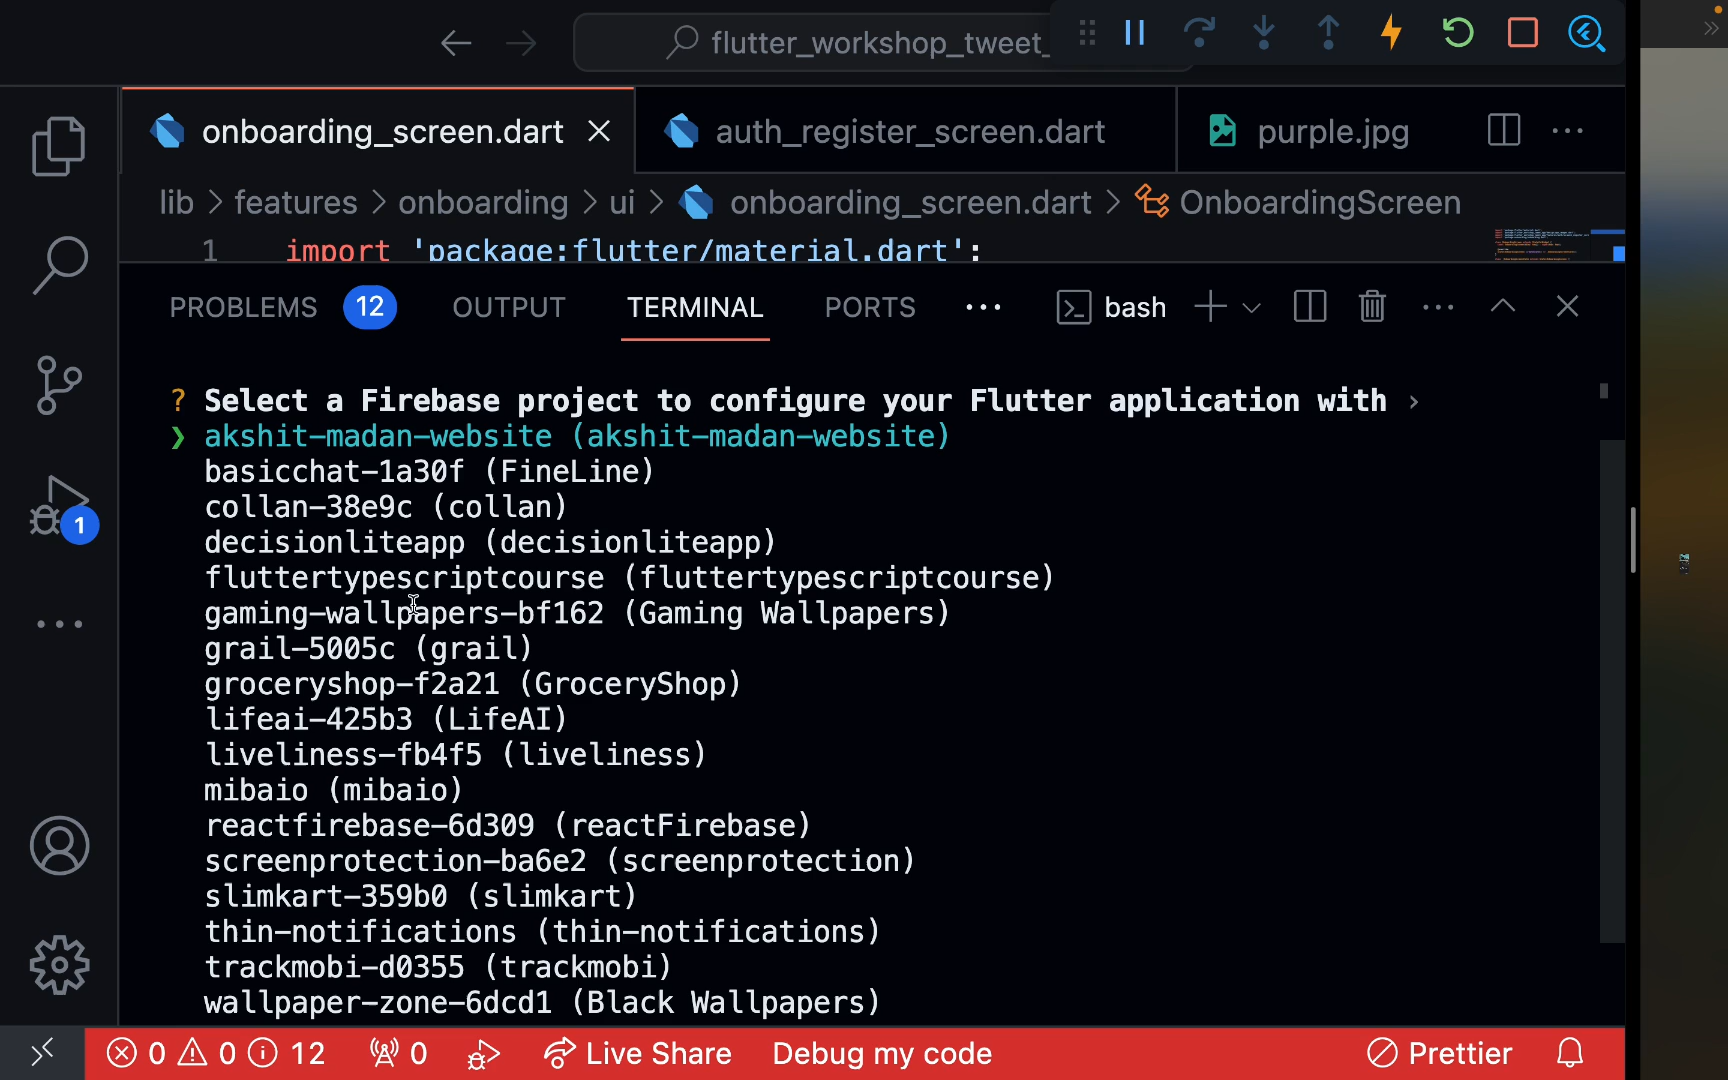 flutter_workshop_tweet_
onboarding_screen.dart
auth_register_screen.dart
purple.jpg
lib > features > onboarding > ui > onboarding_screen.dart > OnboardingScreen
1 import 'package:flutter/material.dart';
PROBLEMS 12 OUTPUT TERMINAL PORTS ··· bash
? Select a Firebase project to configure your Flutter application with ›
❯ akshit-madan-website (akshit-madan-website)
basicchat-1a30f (FineLine)
collan-38e9c (collan)
decisionliteapp (decisionliteapp)
fluttertypescriptcourse (fluttertypescriptcourse)
gaming-wallpapers-bf162 (Gaming Wallpapers)
grail-5005c (grail)
groceryshop-f2a21 (GroceryShop)
lifeai-425b3 (LifeAI)
liveliness-fb4f5 (liveliness)
mibaio (mibaio)
reactfirebase-6d309 (reactFirebase)
screenprotection-ba6e2 (screenprotection)
slimkart-359b0 (slimkart)
thin-notifications (thin-notifications)
trackmobi-d0355 (trackmobi)
wallpaper-zone-6dcd1 (Black Wallpapers)
1
0 0 12 0 Live Share Debug my code Prettier